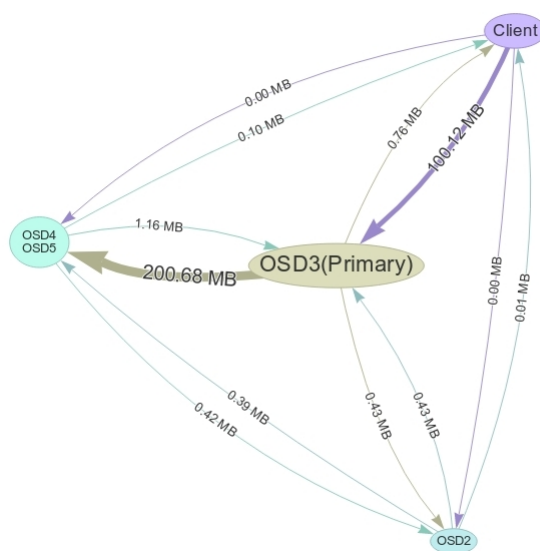 Client
0.00 MB
0.10 MB
0.76 MB
100.12 MB
OSD4
OSD5
1.16 MB
OSD3(Primary)
200.68 MB
0.00 MB
0.01 MB
0.39 MB
0.42 MB
0.43 MB
0.43 MB
OSD2